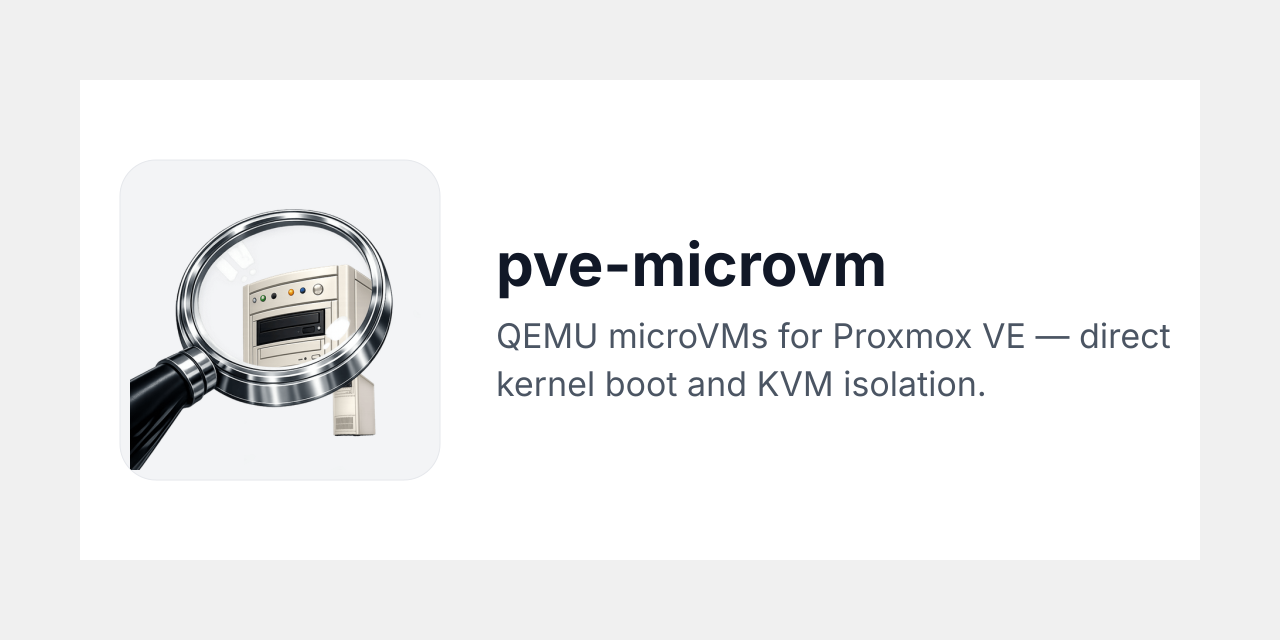 pve-microvm
QEMU microVMs for Proxmox VE — direct
kernel boot and KVM isolation.